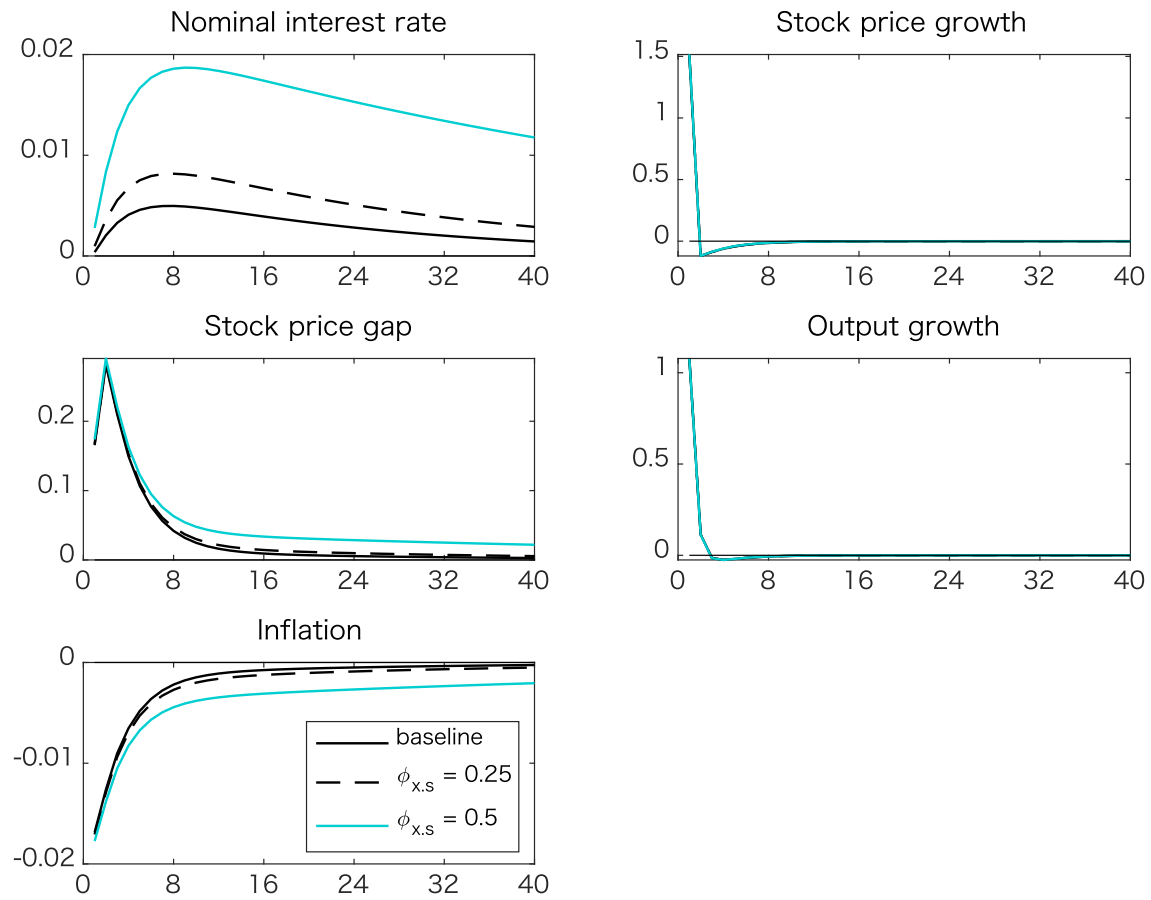 Nominal interest rate
0.02
0.01
0
0 8 16 24 32 40
Stock price growth
1.5
1
0.5
0
0 8 16 24 32 40
Stock price gap
0.2
0.1
0
0 8 16 24 32 40
Output growth
1
0.5
0
0 8 16 24 32 40
Inflation
0
-0.01
-0.02
0 8 16 24 32 40
baseline
ϕx.s = 0.25
ϕx.s = 0.5